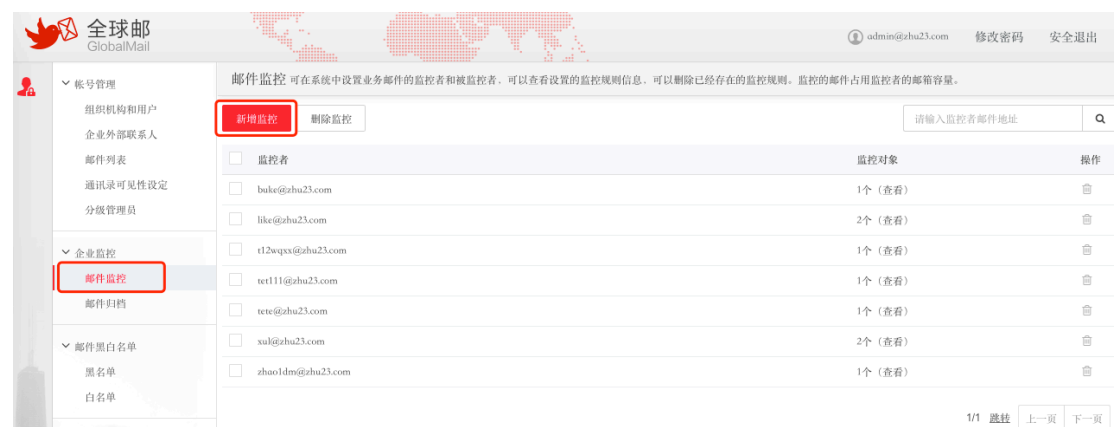 全球邮
GlobalMail
admin@zhu23.com 修改密码 安全退出
帐号管理
组织机构和用户
企业外部联系人
邮件列表
通讯录可见性设定
分级管理员
企业监控
邮件监控
邮件归档
邮件黑白名单
黑名单
白名单
邮件监控 可在系统中设置业务邮件的监控者和被监控者，可以查看设置的监控规则信息，可以删除已经存在的监控规则。监控的邮件占用监控者的邮箱容量。
新增监控 删除监控 请输入监控者邮件地址
监控者 监控对象 操作
buke@zhu23.com 1个（查看）
like@zhu23.com 2个（查看）
t12wqxx@zhu23.com 1个（查看）
tet111@zhu23.com 1个（查看）
tete@zhu23.com 1个（查看）
xul@zhu23.com 2个（查看）
zhao1dm@zhu23.com 1个（查看）
1/1 跳转 上一页 下一页